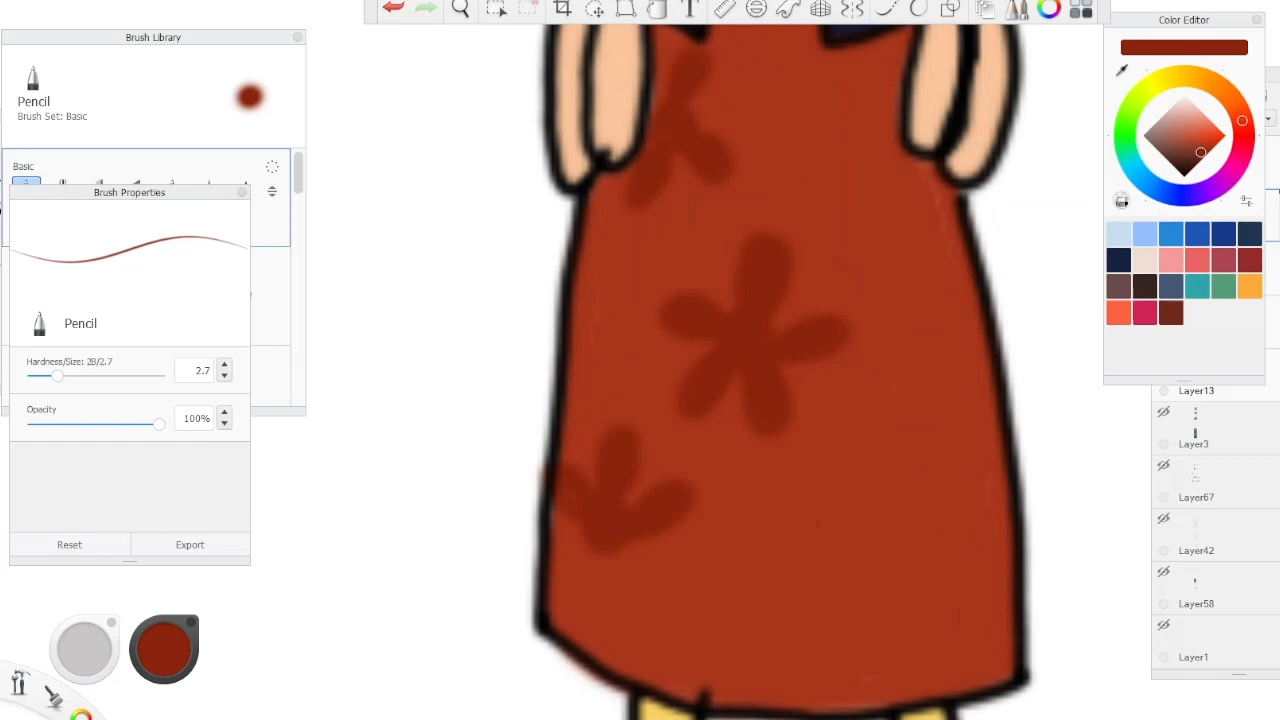 Brush Library
Pencil
Brush Set: Basic
Basic
Brush Properties
Pencil
Hardness/Size: 2B/2.7
2.7
Opacity
100%
Reset
Export
T
Color Editor
Layer13
Layer3
Layer67
Layer42
Layer58
Layer1